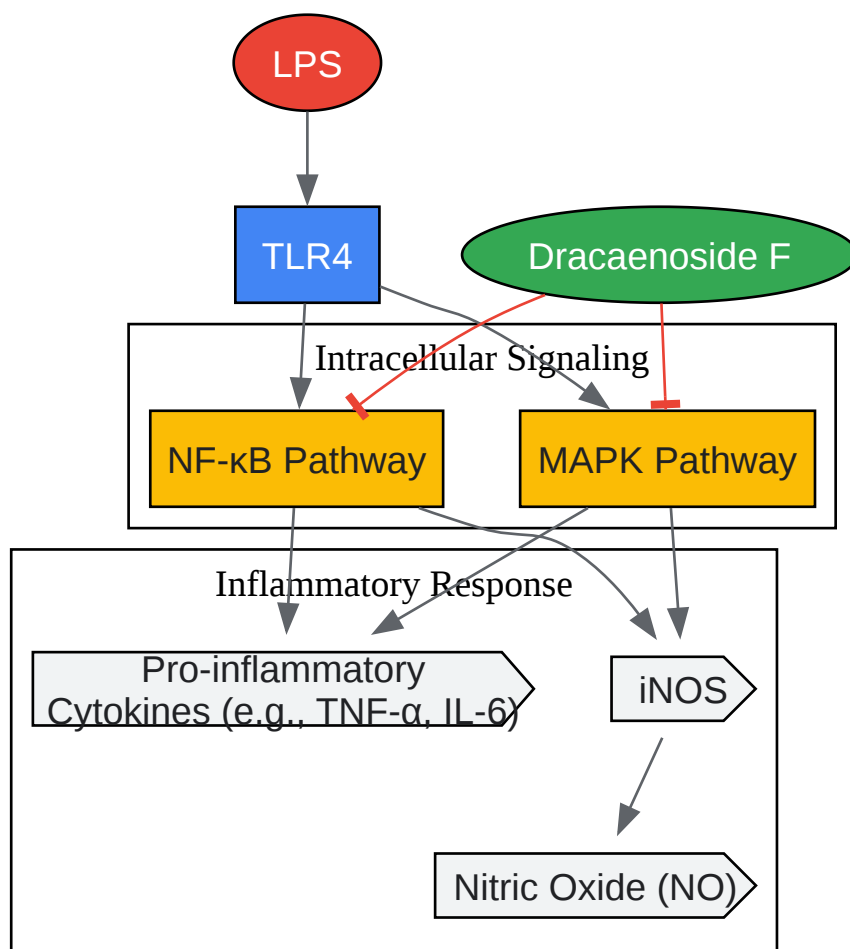 LPS
TLR4
Dracaenoside F
Intracellular Signaling
NF-κB Pathway
MAPK Pathway
Inflammatory Response
Pro-inflammatory
Cytokines (e.g., TNF-α, IL-6)
iNOS
Nitric Oxide (NO)